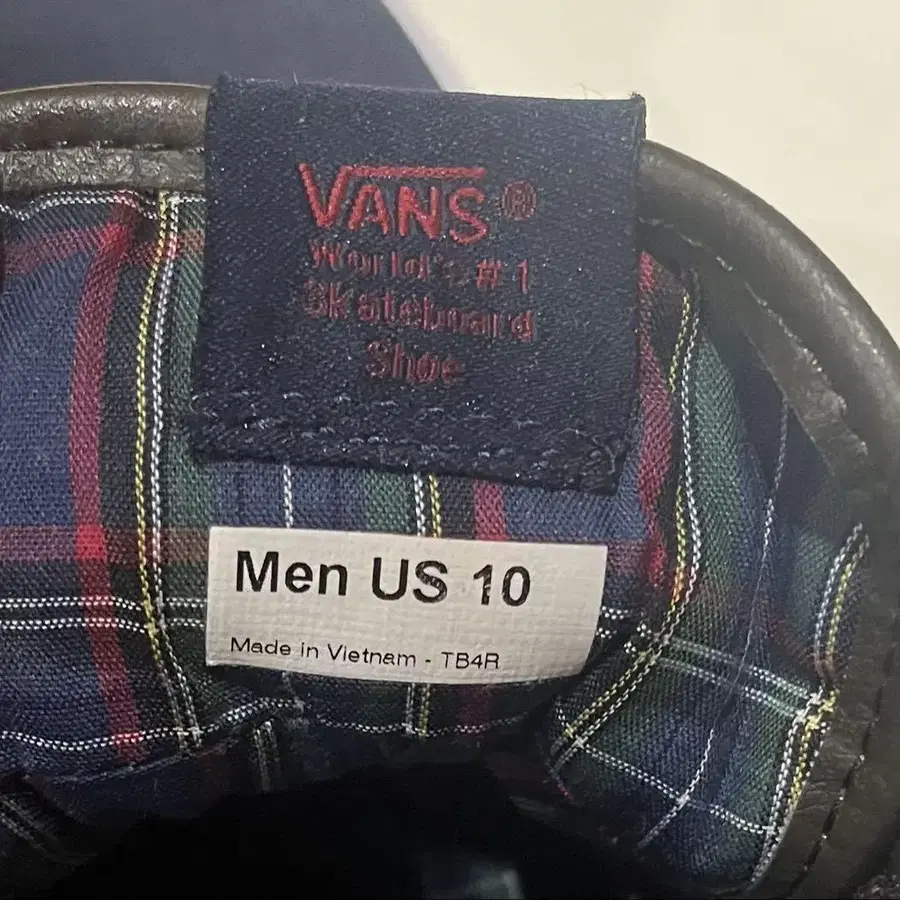 VANS®
World's #1
Skateboard
Shoe
Men US 10
Made in Vietnam - TB4R